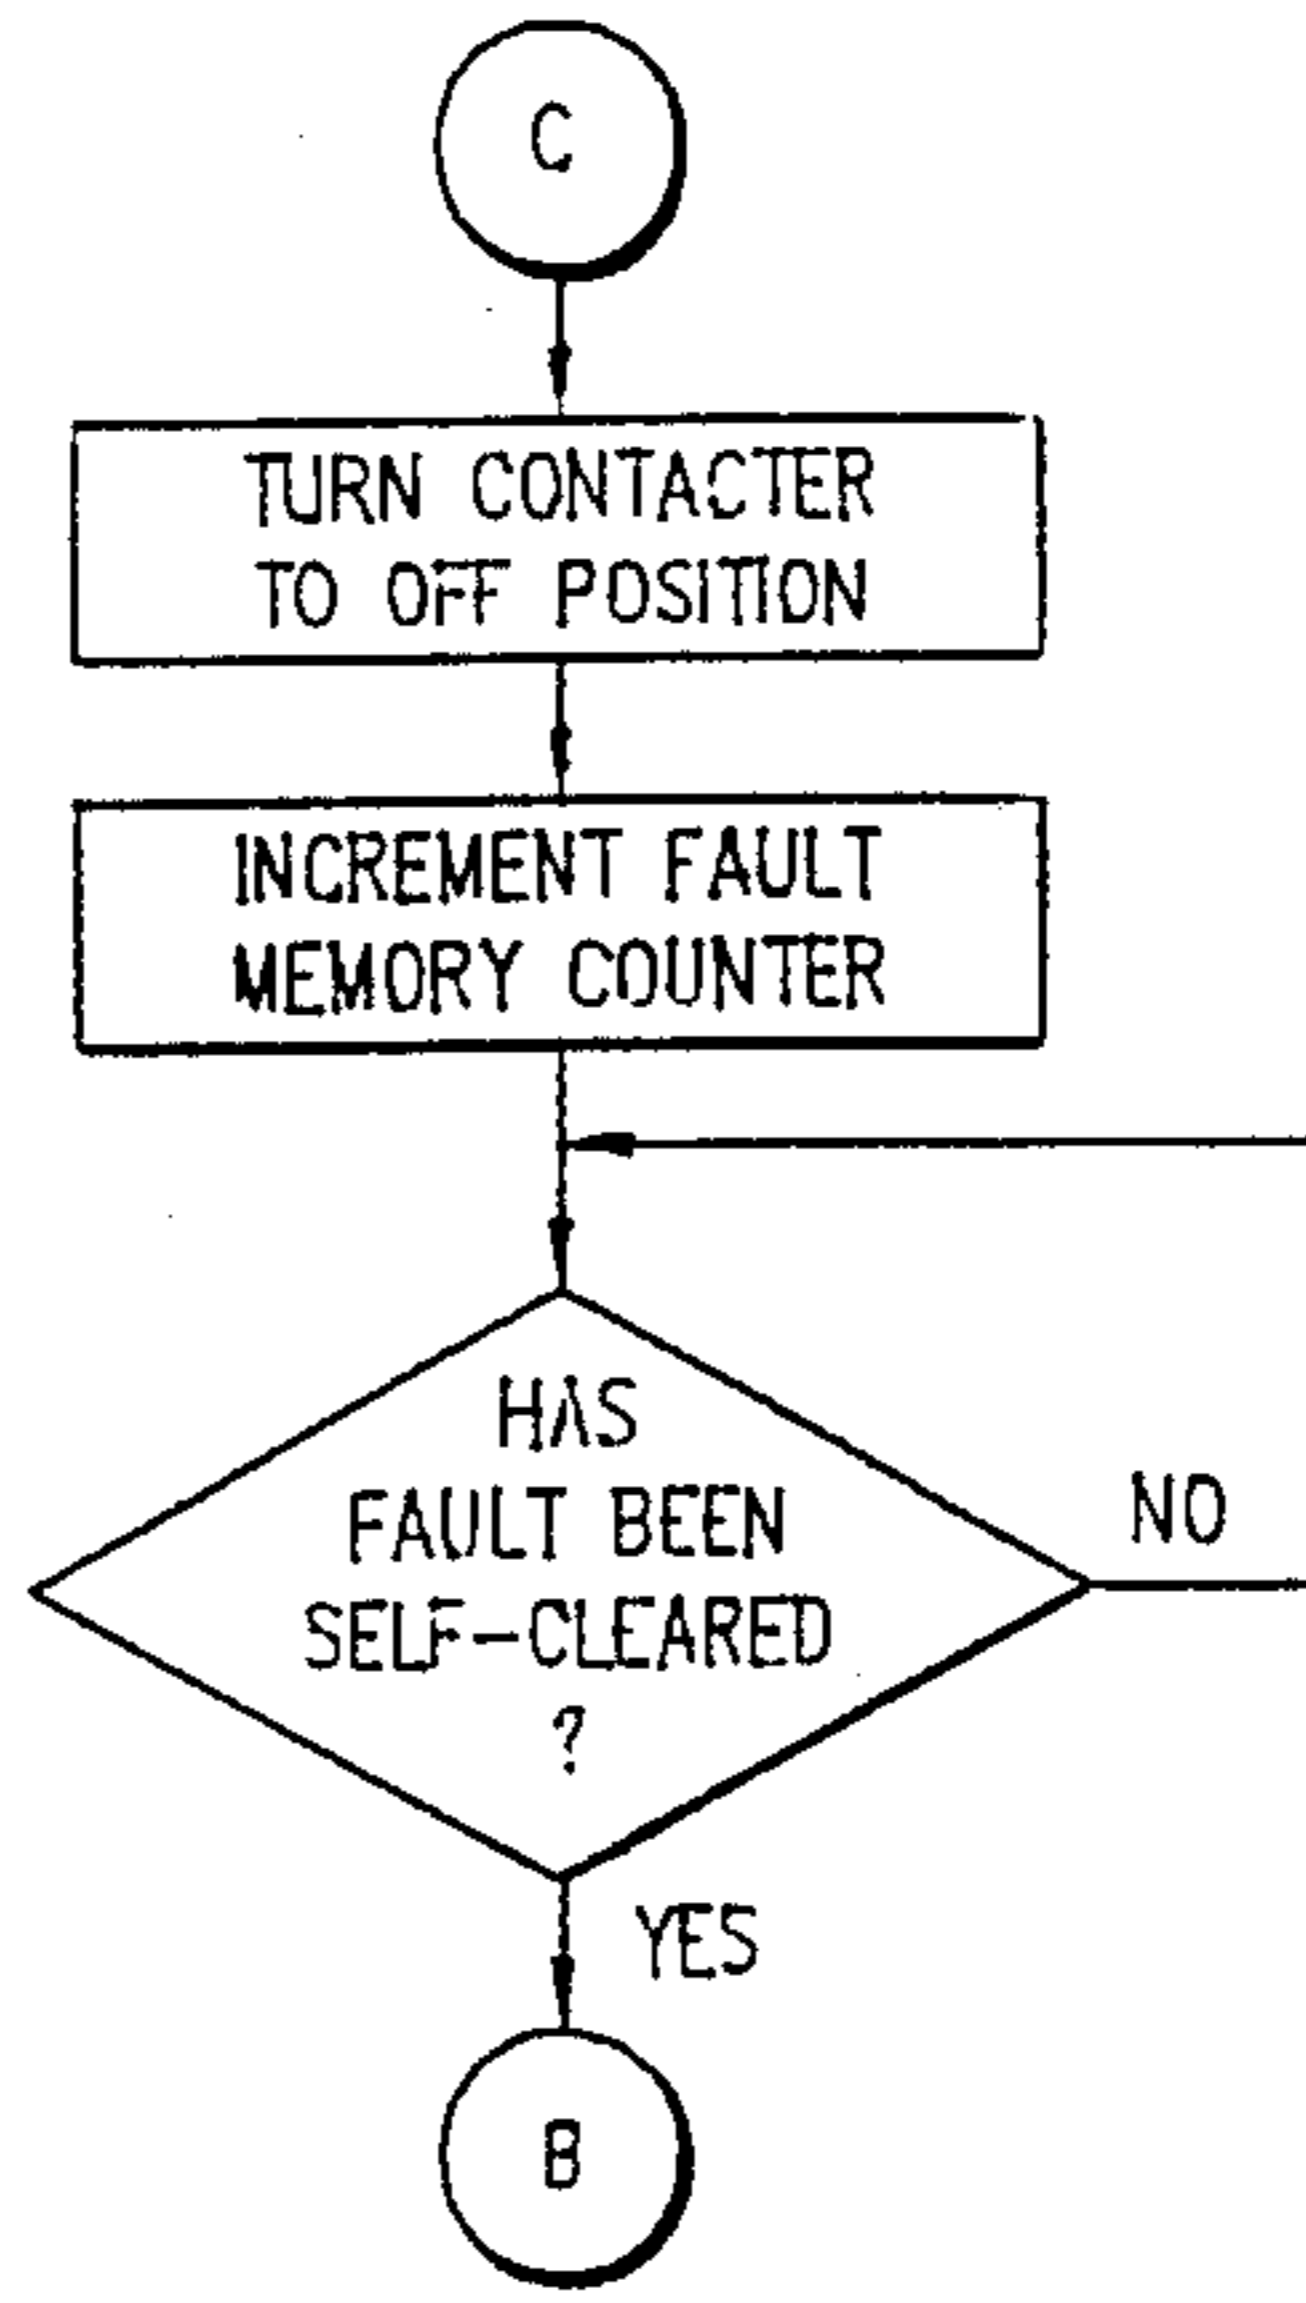 C
TURN CONTACTER
TO OFF POSITION
INCREMENT FAULT
MEMORY COUNTER
HAS
FAULT BEEN
SELF-CLEARED
?
NO
YES
B